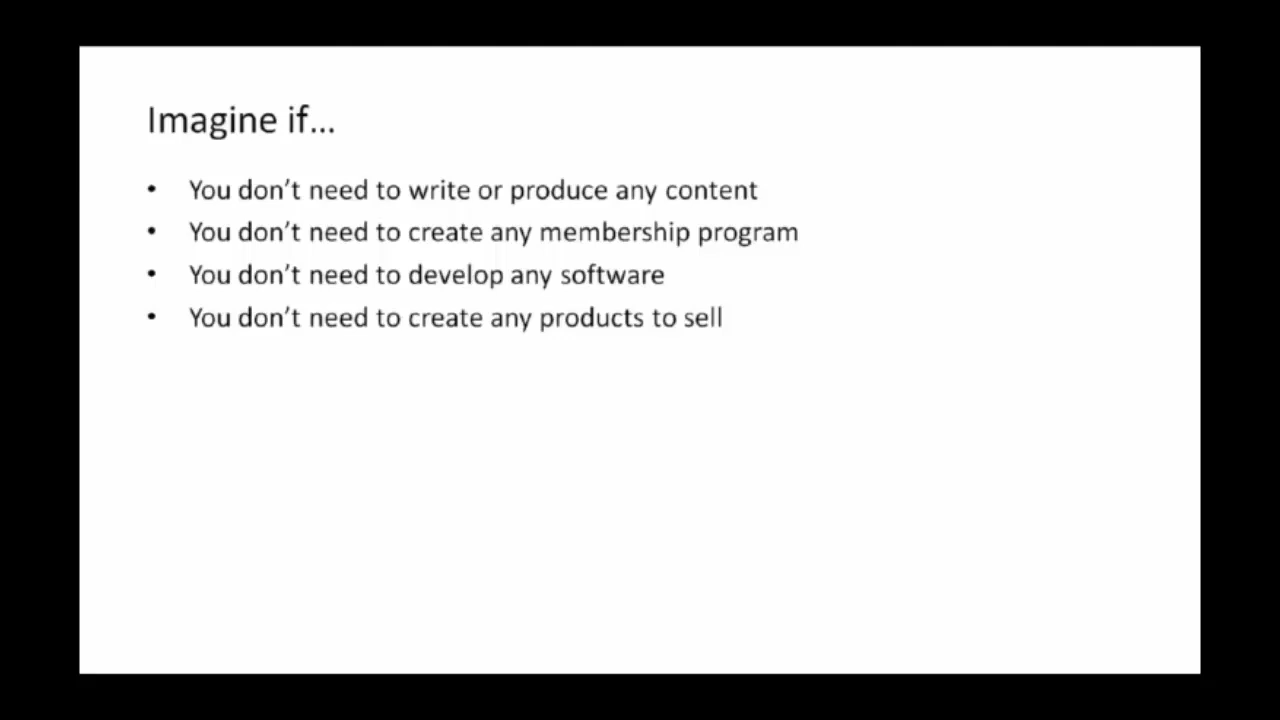 Imagine if...
• You don’t need to write or produce any content
• You don’t need to create any membership program
• You don’t need to develop any software
• You don’t need to create any products to sell